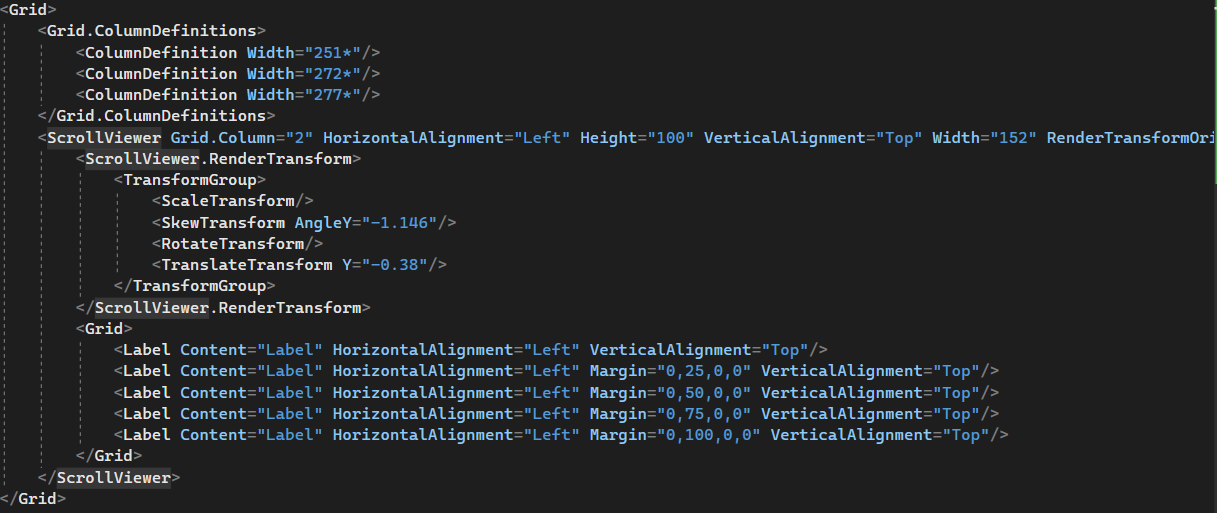 <Grid>
<Grid.ColumnDefinitions>
<ColumnDefinition Width="251*"/>
<ColumnDefinition Width="272*"/>
<ColumnDefinition Width="277*"/>
</Grid.ColumnDefinitions>
<ScrollViewer Grid.Column="2" HorizontalAlignment="Left" Height="100" VerticalAlignment="Top" Width="152" RenderTransformOri
<ScrollViewer.RenderTransform>
<TransformGroup>
<ScaleTransform/>
<SkewTransform AngleY="-1.146"/>
<RotateTransform/>
<TranslateTransform Y="-0.38"/>
</TransformGroup>
</ScrollViewer.RenderTransform>
<Grid>
<Label Content="Label" HorizontalAlignment="Left" VerticalAlignment="Top"/>
<Label Content="Label" HorizontalAlignment="Left" Margin="0,25,0,0" VerticalAlignment="Top"/>
<Label Content="Label" HorizontalAlignment="Left" Margin="0,50,0,0" VerticalAlignment="Top"/>
<Label Content="Label" HorizontalAlignment="Left" Margin="0,75,0,0" VerticalAlignment="Top"/>
<Label Content="Label" HorizontalAlignment="Left" Margin="0,100,0,0" VerticalAlignment="Top"/>
</Grid>
</ScrollViewer>
</Grid>